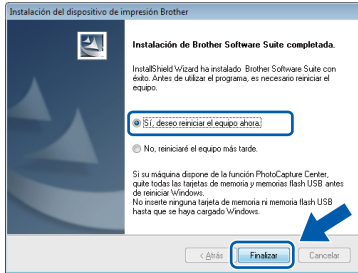 Instalación del dispositivo de impresión Brother
Instalación de Brother Software Suite completada.
InstallShield Wizard ha instalado Brother Software Suite con
éxito. Antes de utilizar el programa, es necesario reiniciar el
equipo.
Sí, deseo reiniciar el equipo ahora.
No, reiniciaré el equipo más tarde.
Si su máquina dispone de la función PhotoCapture Center,
quite todas las tarjetas de memoria y memorias flash USB antes
de reiniciar Windows.
No inserte ninguna tarjeta de memoria ni memoria flash USB
hasta que se haya cargado Windows.
< Atrás
Finalizar
Cancelar